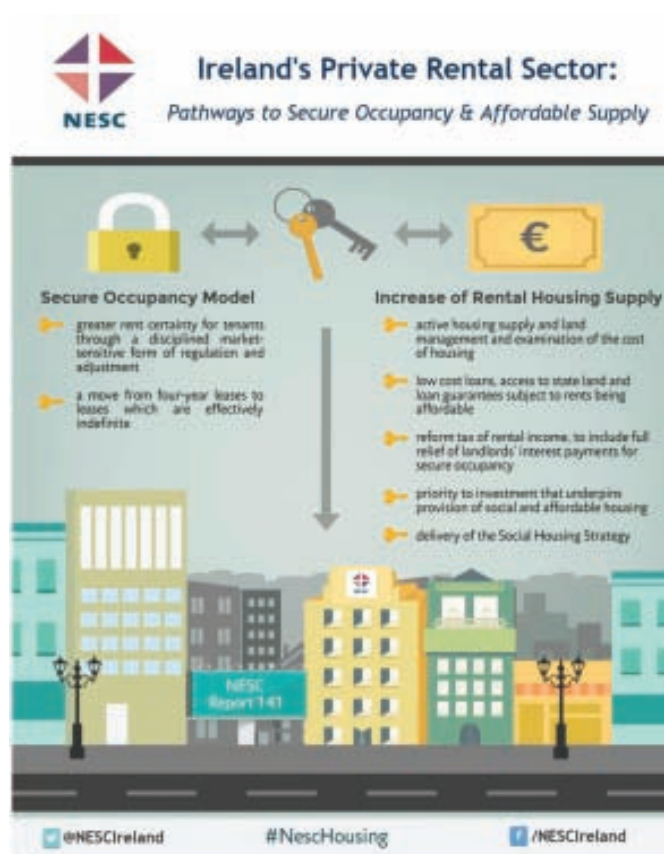 Ireland's Private Rental Sector:
Pathways to Secure Occupancy & Affordable Supply
NESC
€
Secure Occupancy Model
greater rent certainty for tenants
through a disciplined market-
sensitive form of regulation and
adjustment
a move from four-year leases to
leases which are effectively
indefinite
Increase of Rental Housing Supply
active housing supply and land
management and examination of the cost
of housing
low cost loans, access to state land and
loan guarantees subject to rents being
affordable
reform tax of rental income, to include full
relief of landlords' interest payments for
secure occupancy
priority to investment that underpins
provision of social and affordable housing
delivery of the Social Housing Strategy
NESC
NESC
Report 141
@NESCIreland
#NescHousing
/NESCIreland